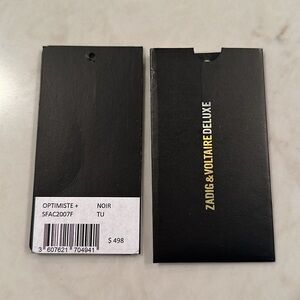 OPTIMISTE + NOIR
SFAC2007F TU
$ 498
3 607621 704941
ZADIG&VOLTAIRE DELUXE